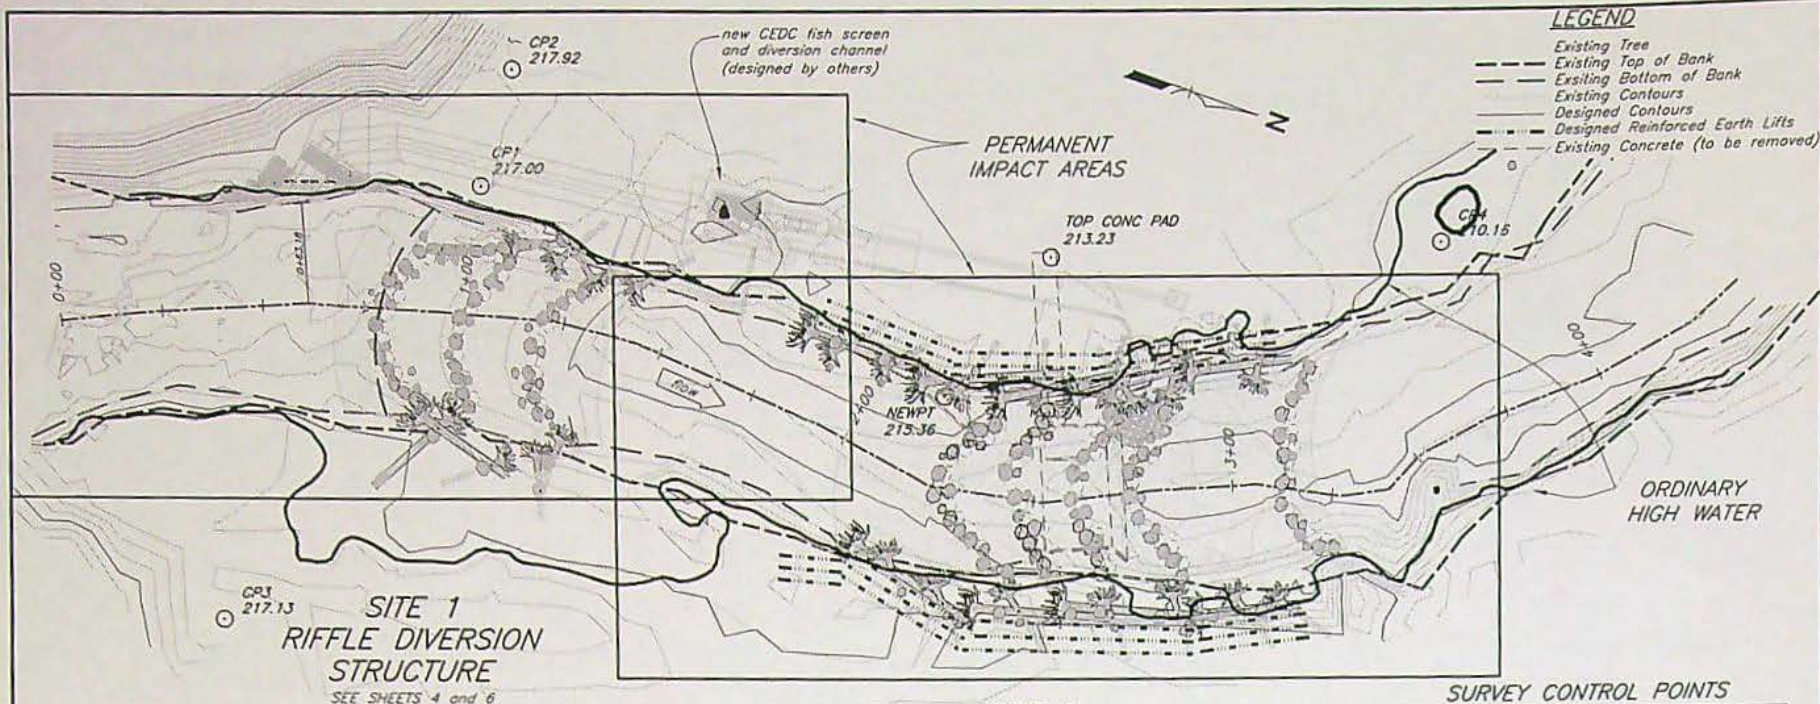 LEGEND
Existing Tree
Existing Top of Bank
Exsiting Bottom of Bank
Existing Contours
Designed Contours
Designed Reinforced Earth Lifts
Existing Concrete (to be removed)
new CEDC fish screen
and diversion channel
(designed by others)
CP2
217.92
CP1
217.00
N
PERMANENT
IMPACT AREAS
TOP CONC PAD
213.23
CP4
210.15
0+00
flow
2+00
NEWPT
215.36
3+00
4+00
ORDINARY
HIGH WATER
CP3
217.13
SITE 1
RIFFLE DIVERSION
STRUCTURE
SEE SHEETS 4 and 6
SURVEY CONTROL POINTS